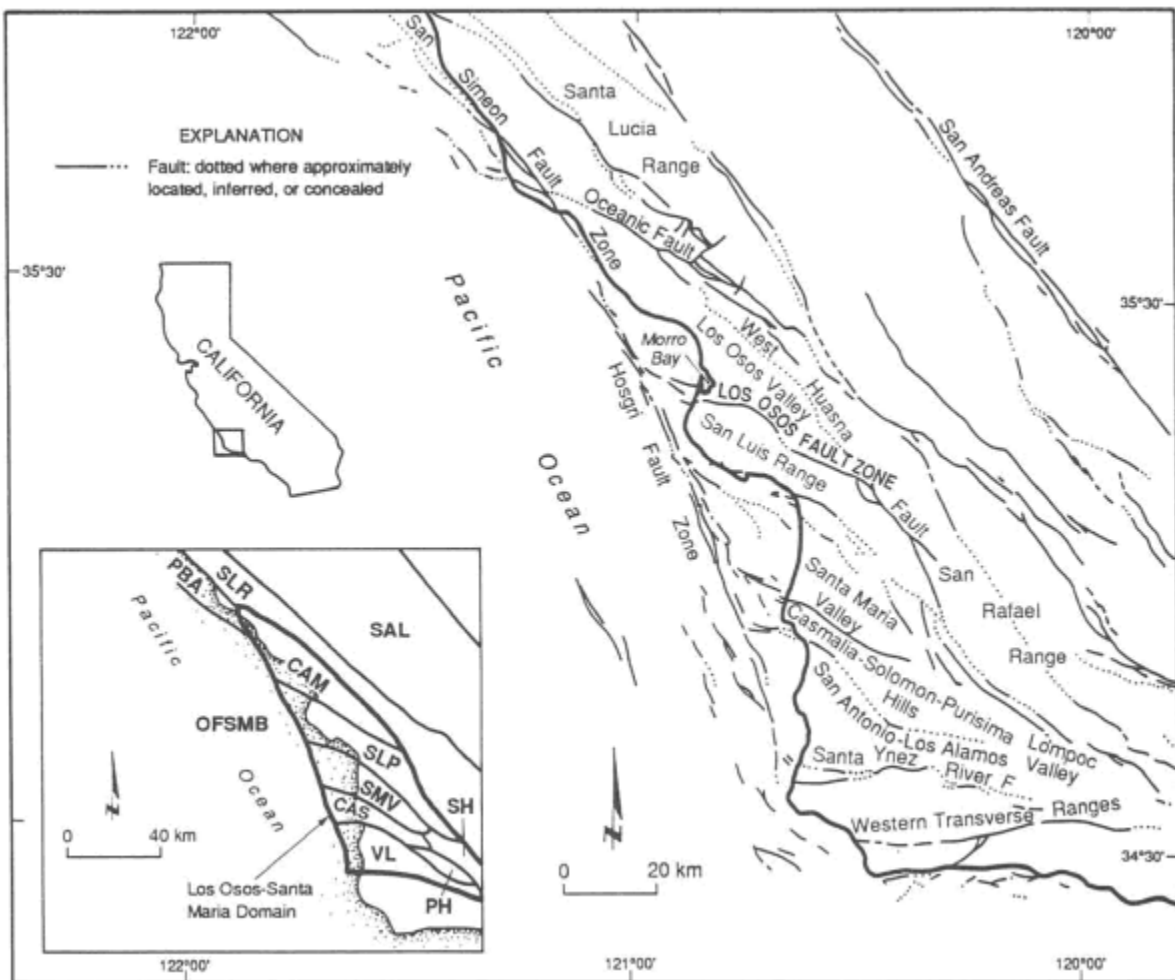 122°00'
120°00'
San Simeon Fault Zone
Santa
Lucia
Range
San Andreas Fault
EXPLANATION
Fault: dotted where approximately
located, inferred, or concealed
Oceanic Fault
35°30'
35°30'
Pacific
Ocean
CALIFORNIA
Morro
Bay
West Huasna Fault
Los Osos Valley
LOS OSOS FAULT ZONE
Hosgri Fault Zone
San Luis Range
San
Rafael
Range
Santa Maria
Valley
Casmalia-Solomon-Purisima
Hills
San Antonio-Los Alamos
Lompoc
Valley
Santa Ynez River F
Western Transverse Ranges
34°30'
N
0 20 km
PBA
SLR
SAL
Pacific
Ocean
CAM
OFSMB
SLP
SMV
CAS
SH
VL
PH
N
0 40 km
Los Osos-Santa
Maria Domain
122°00'
121°00'
120°00'